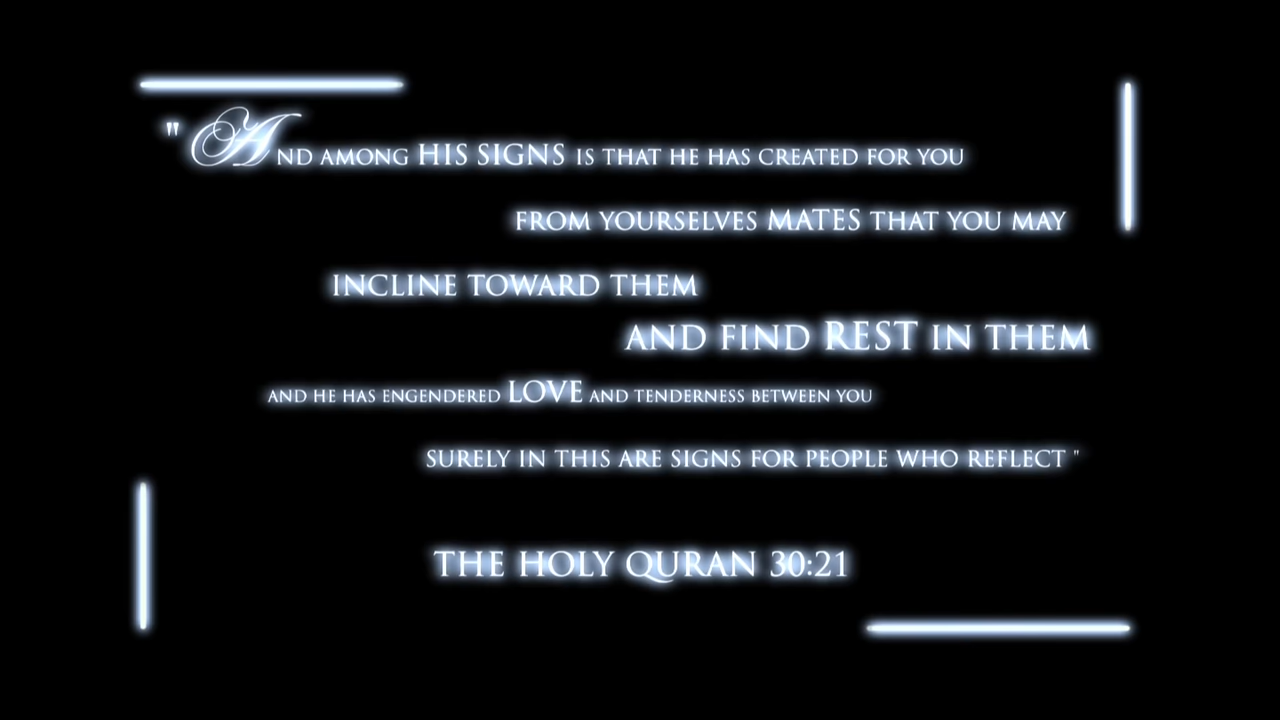 "And among HIS SIGNS is that He has created for you
from yourselves MATES that you may
incline toward them
and find REST in them
and He has engendered LOVE and tenderness between you
Surely in this are signs for people who reflect"
The Holy Quran 30:21